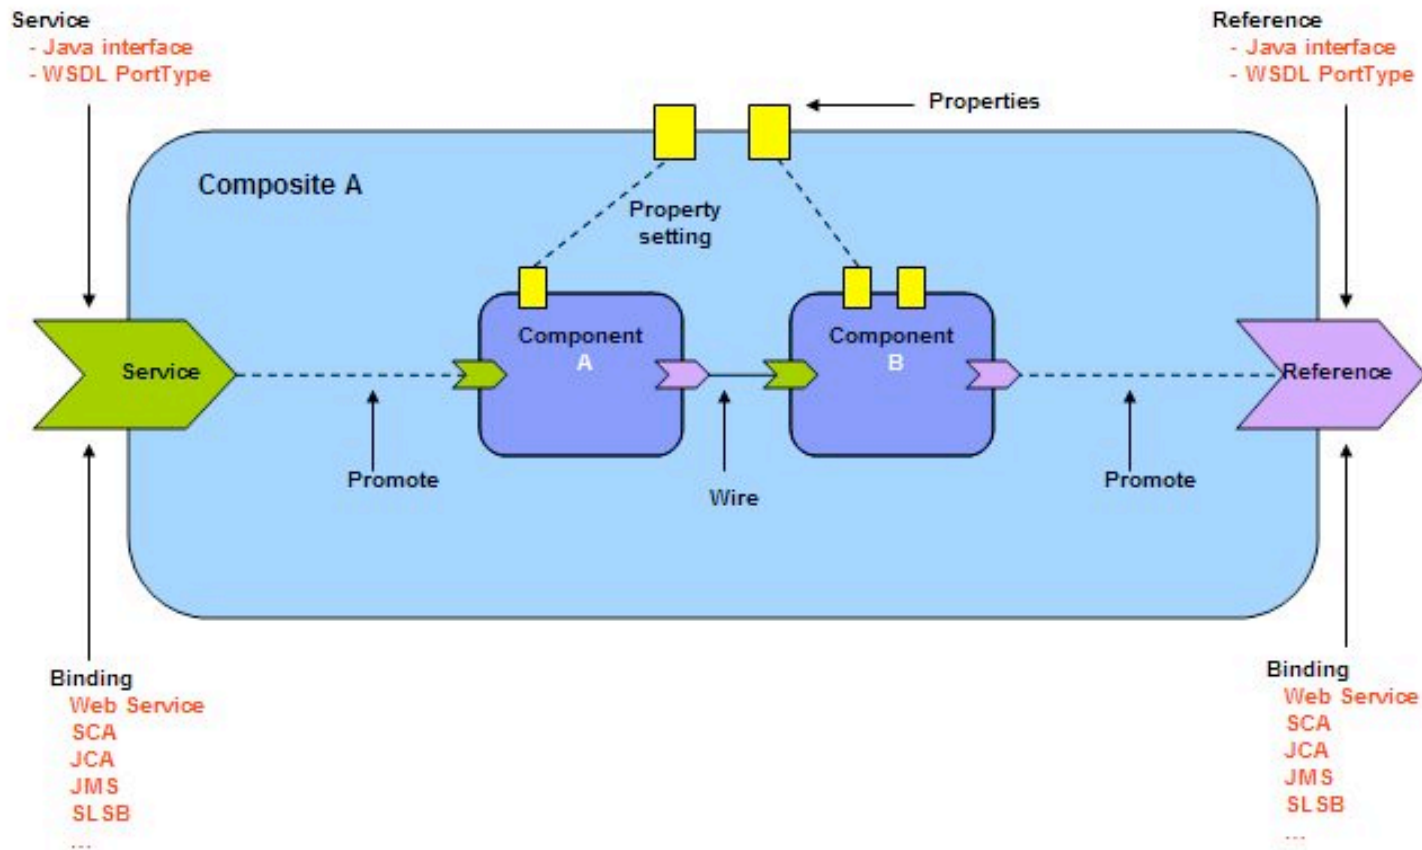 Service
- Java interface
- WSDL PortType
Reference
- Java interface
- WSDL PortType
Properties
Composite A
Property
setting
Component
A
Component
B
Service
Reference
Promote
Wire
Promote
Binding
Web Service
SCA
JCA
JMS
SLSB
...
Binding
Web Service
SCA
JCA
JMS
SLSB
...